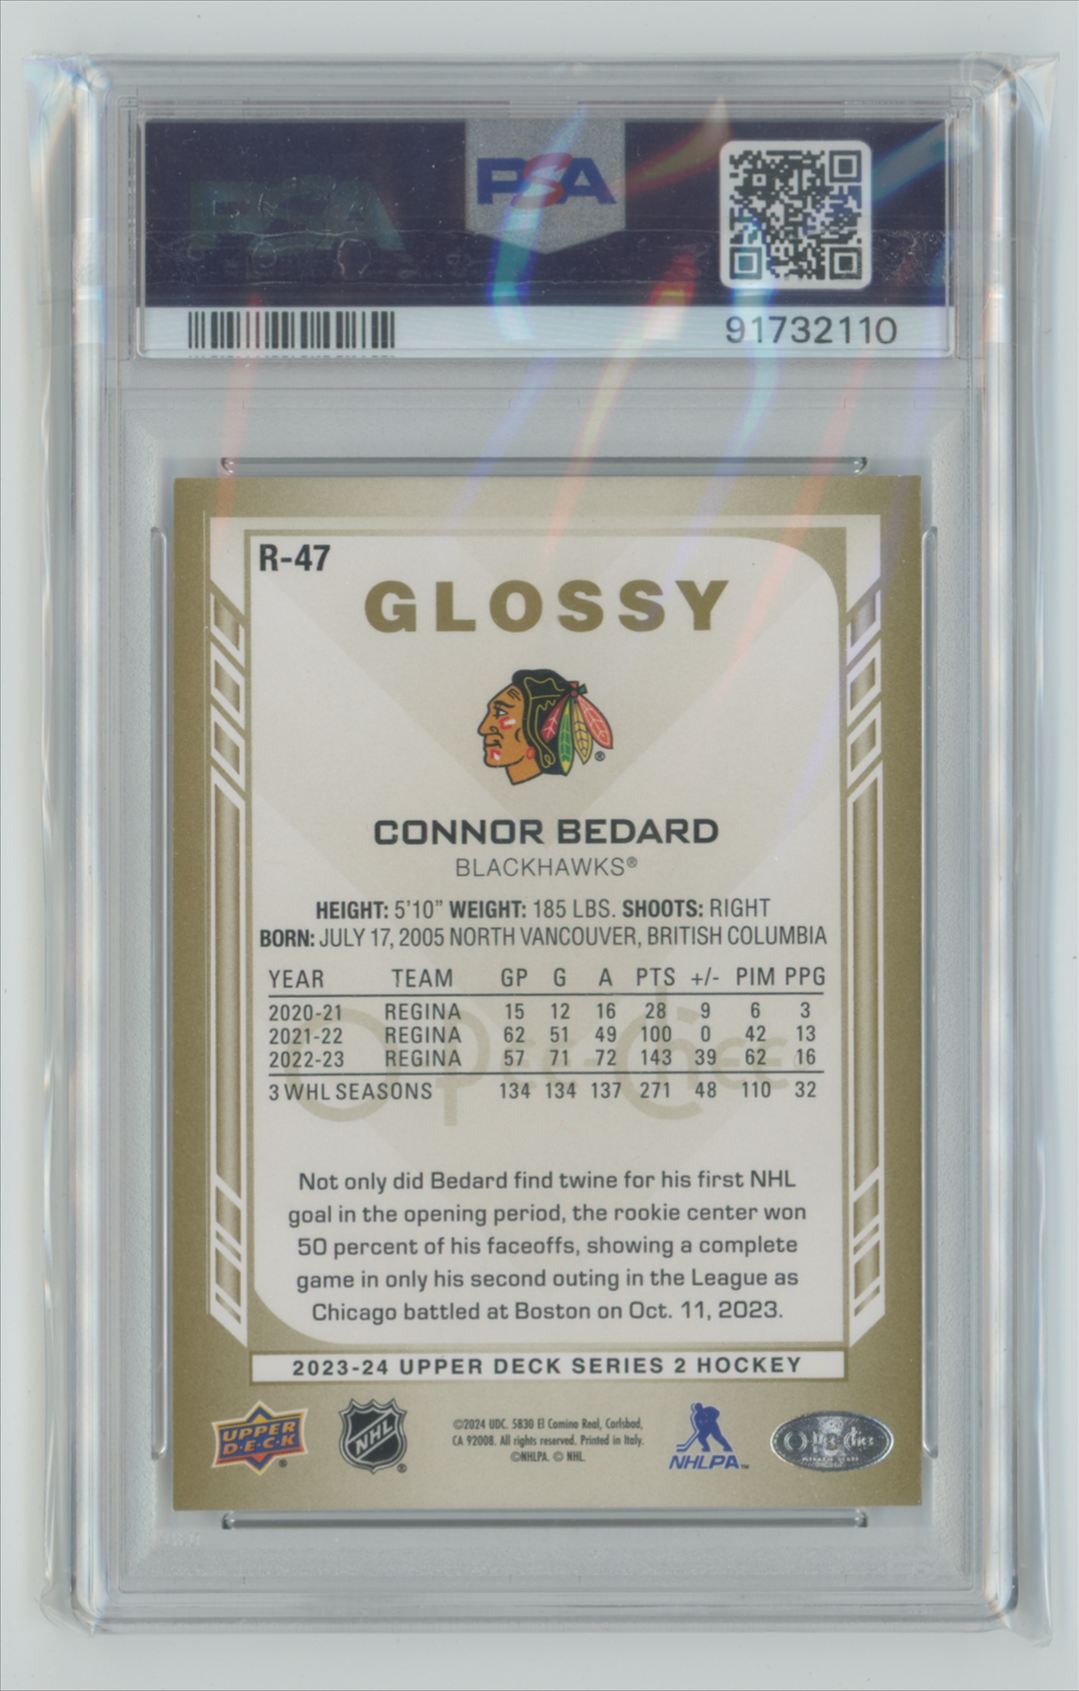 PSA
PSA
91732110
R-47
GLOSSY
CONNOR BEDARD
BLACKHAWKS®
HEIGHT: 5'10" WEIGHT: 185 LBS. SHOOTS: RIGHT
BORN: JULY 17, 2005 NORTH VANCOUVER, BRITISH COLUMBIA
YEAR TEAM GP G A PTS +/- PIM PPG
2020-21 REGINA 15 12 16 28 9 6 3
2021-22 REGINA 62 51 49 100 0 42 13
2022-23 REGINA 57 71 72 143 39 62 16
3 WHL SEASONS 134 134 137 271 48 110 32
O-Pee-Chee
Not only did Bedard find twine for his first NHL
goal in the opening period, the rookie center won
50 percent of his faceoffs, showing a complete
game in only his second outing in the League as
Chicago battled at Boston on Oct. 11, 2023.
2023-24 UPPER DECK SERIES 2 HOCKEY
UPPER
D·E·C·K
NHL
©2024 UDC. 5830 El Camino Real, Carlsbad,
CA 92008. All rights reserved. Printed in Italy.
©NHLPA. © NHL.
NHLPA™
O-Pee-Chee